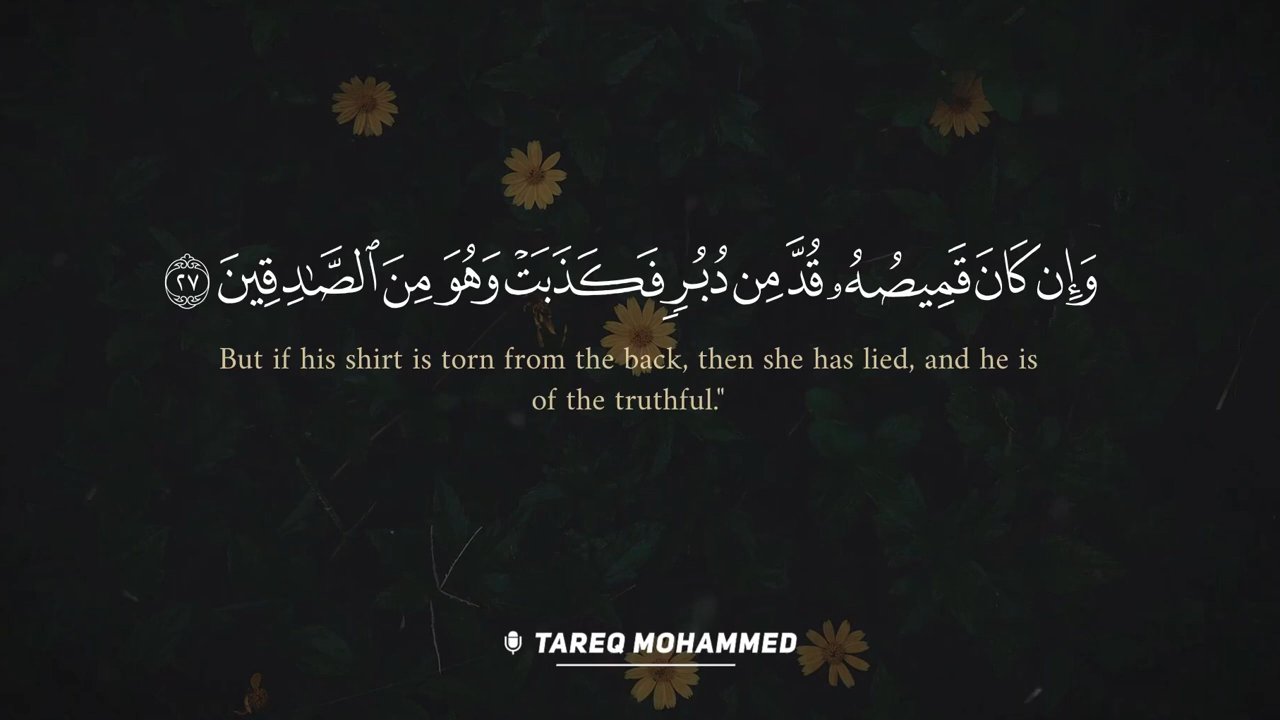 وَإِن كَانَ قَمِيصُهُۥ قُدَّ مِن دُبُرٍ فَكَذَبَتْ وَهُوَ مِنَ ٱلصَّـٰدِقِينَ ٢٧
But if his shirt is torn from the back, then she has lied, and he is
of the truthful."
TAREQ MOHAMMED